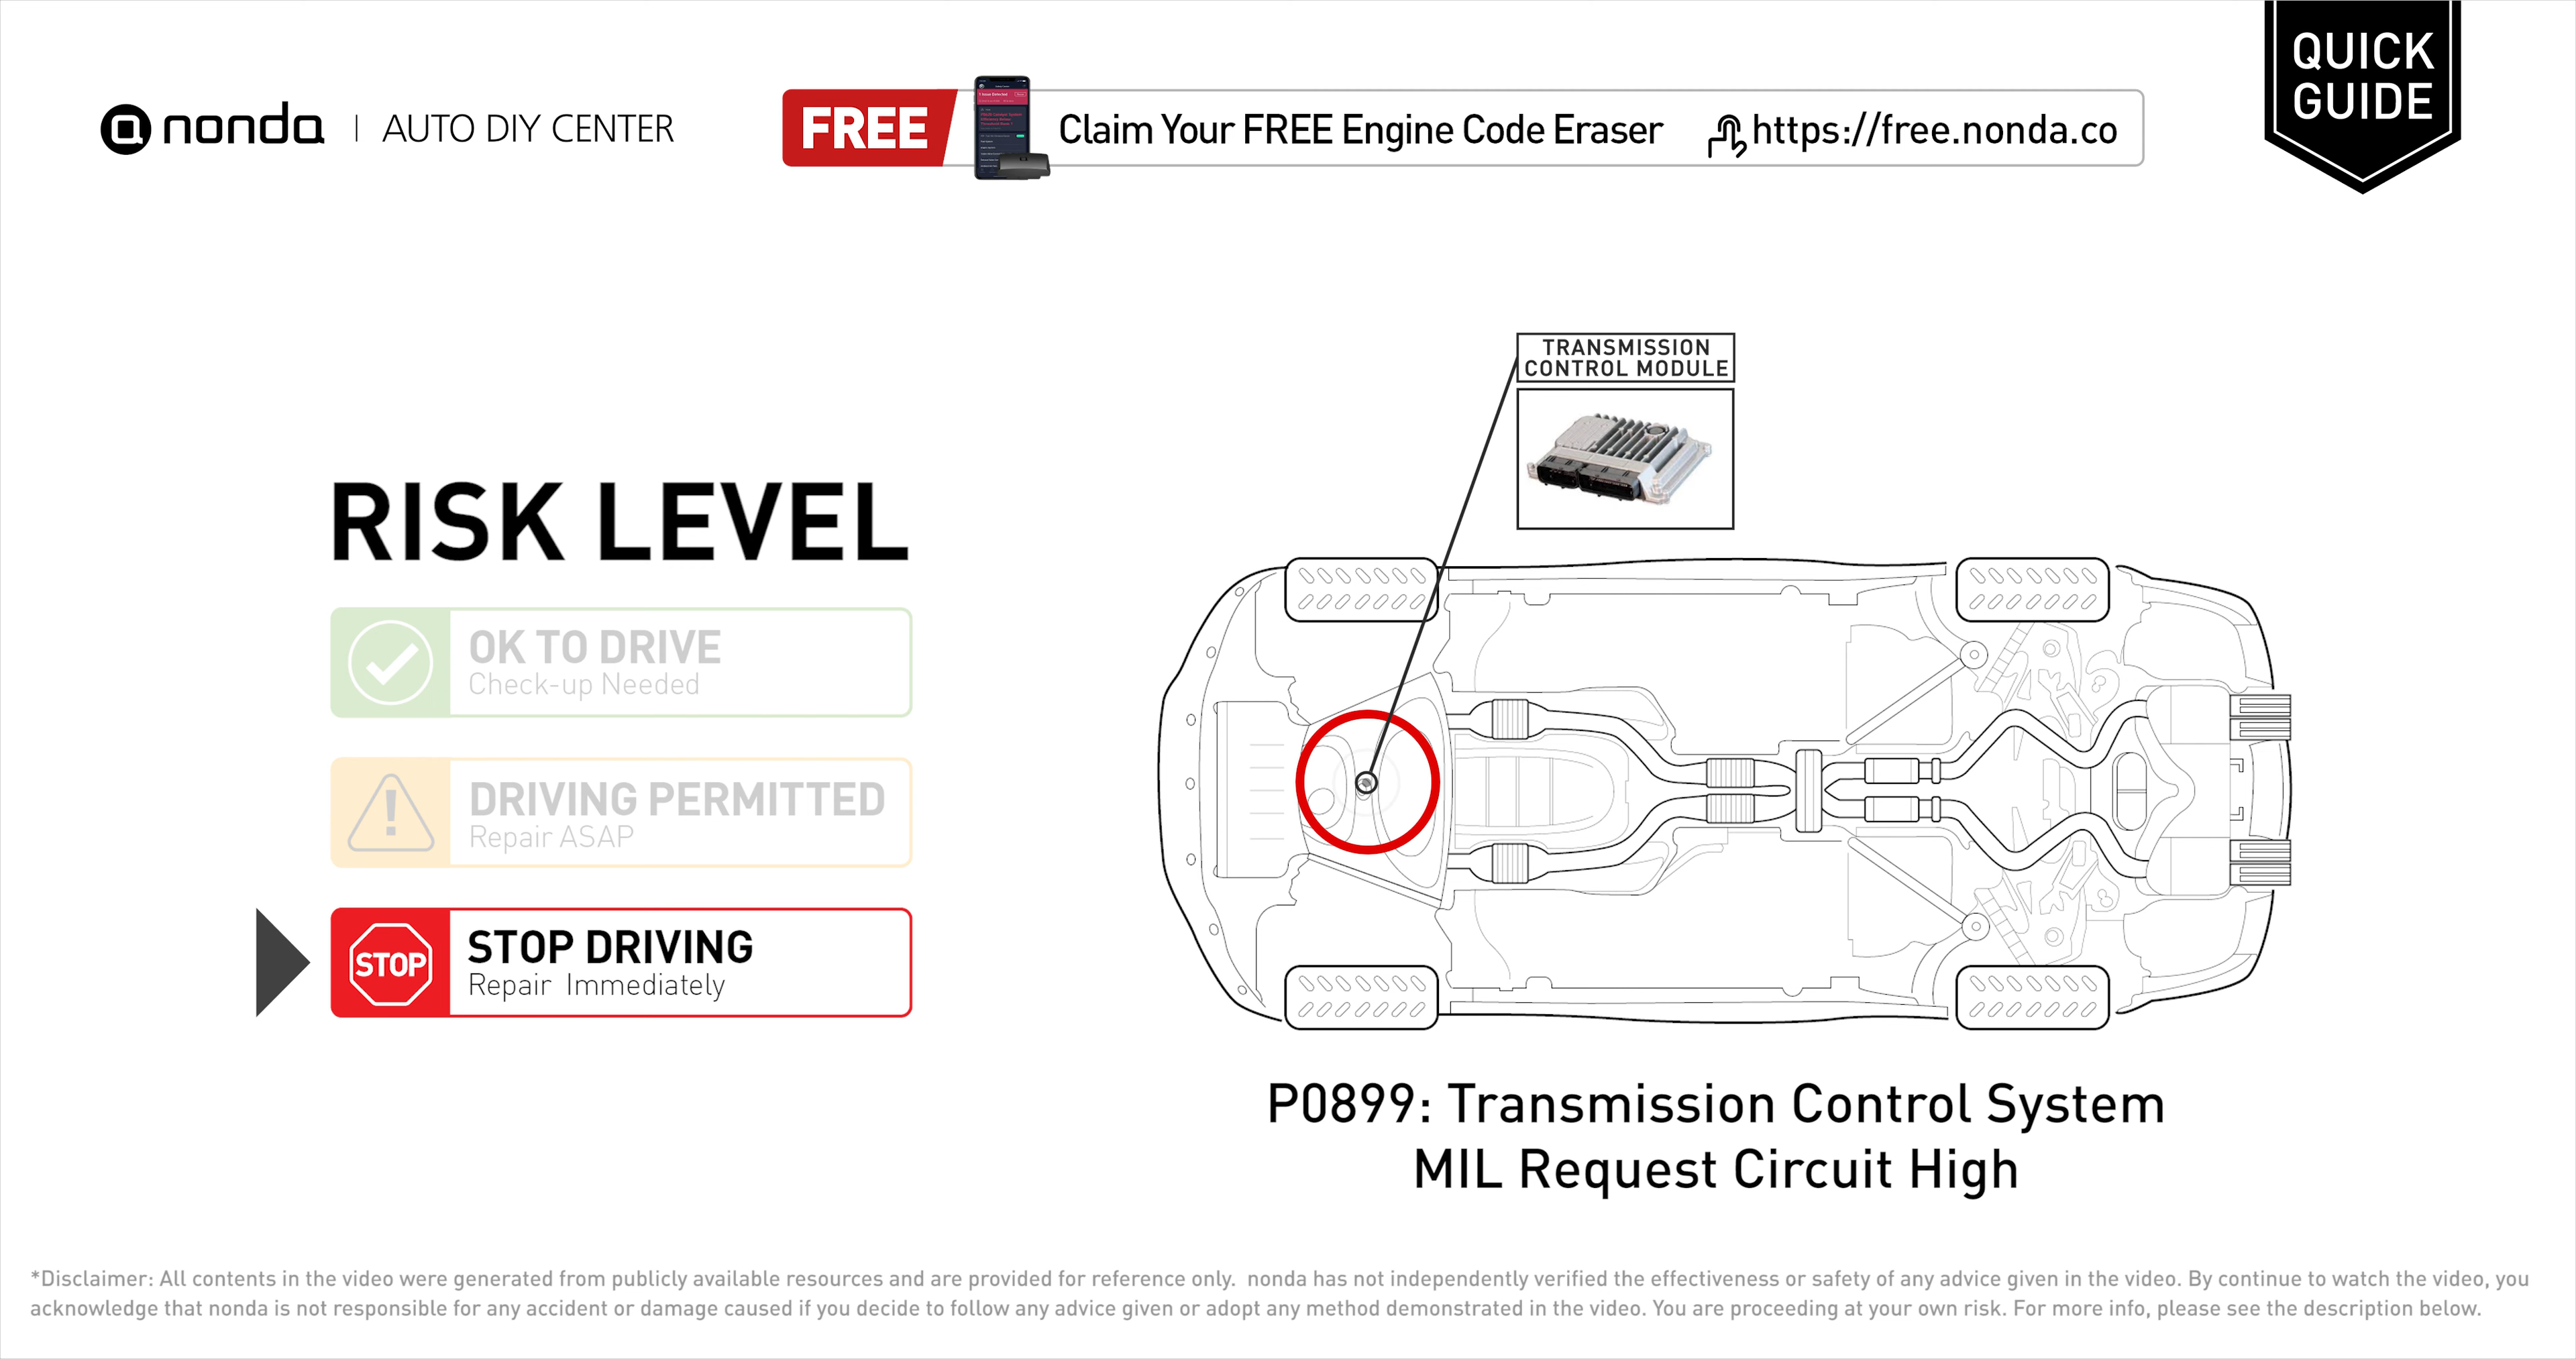 nonda | AUTO DIY CENTER
FREE
Claim Your FREE Engine Code Eraser
https://free.nonda.co
QUICK
GUIDE
TRANSMISSION
CONTROL MODULE
RISK LEVEL
OK TO DRIVE
Check-up Needed
DRIVING PERMITTED
Repair ASAP
STOP
STOP DRIVING
Repair Immediately
P0899: Transmission Control System
MIL Request Circuit High
*Disclaimer: All contents in the video were generated from publicly available resources and are provided for reference only. nonda has not independently verified the effectiveness or safety of any advice given in the video. By continue to watch the video, you
acknowledge that nonda is not responsible for any accident or damage caused if you decide to follow any advice given or adopt any method demonstrated in the video. You are proceeding at your own risk. For more info, please see the description below.